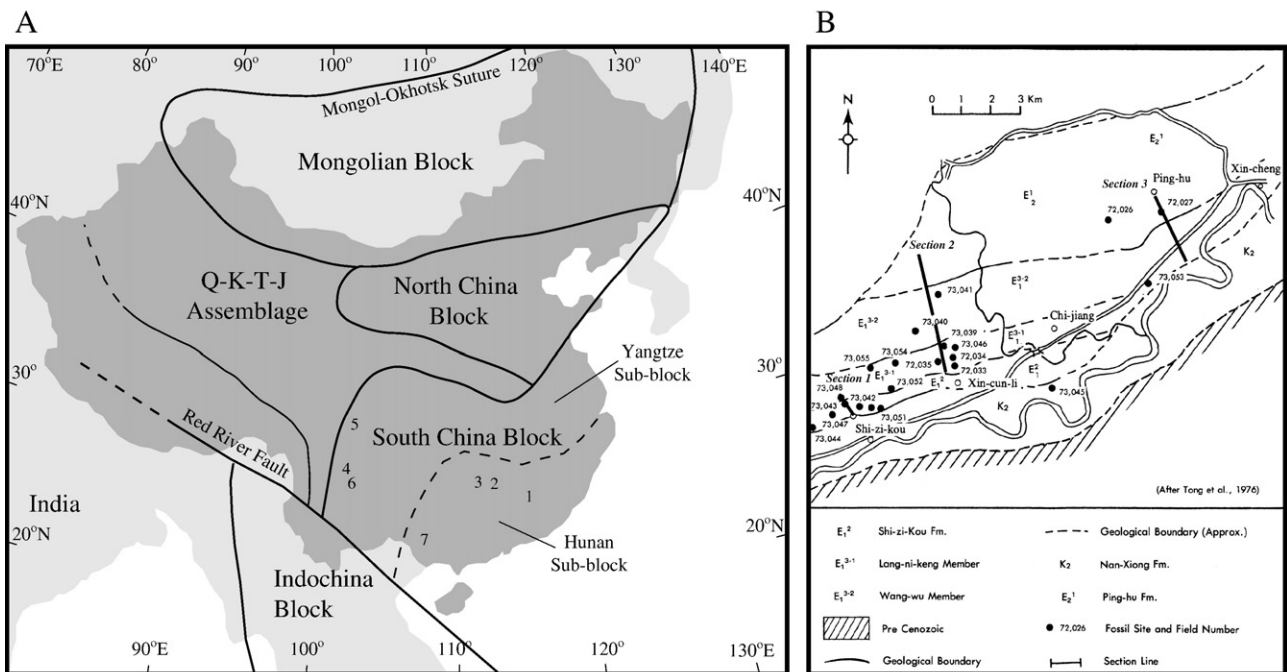 A
70°E
80°
90°
100°
110°
120°
130°
140°E
Mongol-Okhotsk Suture
Mongolian Block
40°N
40°N
Q-K-T-J
Assemblage
North China
Block
Yangtze
Sub-block
30°
30°
Red River Fault
5
South China Block
4
6
3
2
1
India
20°N
20°N
7
Hunan
Sub-block
Indochina
Block
90°E
100°
110°
120°
130°E
B
N
0 1 2 3 Km
E₂¹
Xin-cheng
Section 3
Ping-hu
72,027
72,026
E₂¹
K₂
Section 2
73,053
E₁³⁻²
73,041
73,040
Chi-jiang
E₁³⁻²
73,039
E₁³⁻¹
73,046
73,055
73,054
72,034
72,035
72,033
Section 1
E₁³⁻¹
E₁²
E₁²
73,052
Xin-cun-li
73,048
73,042
73,045
K₂
73,043
73,051
73,047
Shi-zi-kou
73,044
(After Tong et al., 1976)
E₁² Shi-zi-Kou Fm.
Geological Boundary (Approx.)
E₁³⁻¹ Lang-ni-keng Member
K₂ Nan-Xiong Fm.
E₁³⁻² Wang-wu Member
E₂¹ Ping-hu Fm.
Pre Cenozoic
72,026 Fossil Site and Field Number
Geological Boundary
Section Line